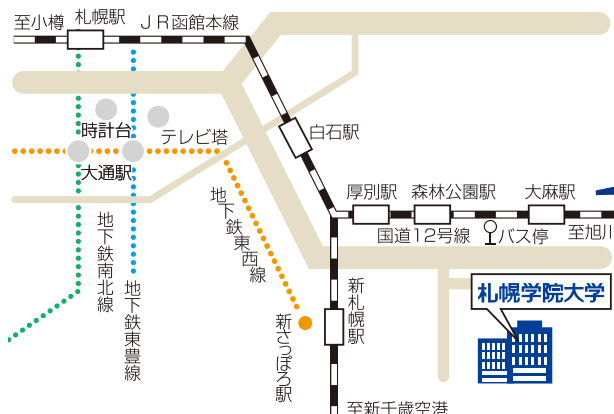 至小樽
札幌駅
JR函館本線
時計台
テレビ塔
大通駅
白石駅
厚別駅
森林公園駅
大麻駅
国道12号線
バス停
至旭川
地下鉄南北線
地下鉄東豊線
地下鉄東西線
新さっぽろ駅
新札幌駅
札幌学院大学
至新千歳空港